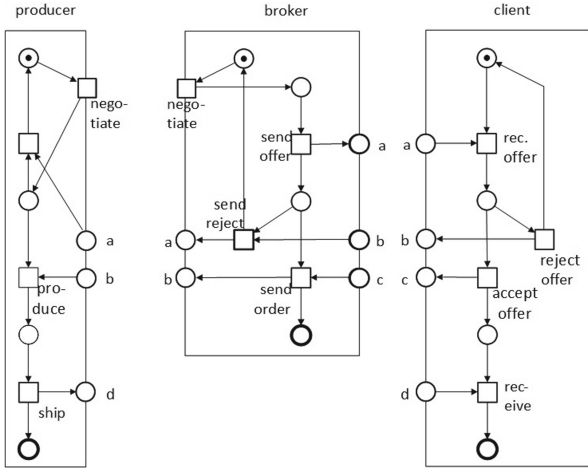 producer
broker
client
nego-
tiate
a
b
pro-
duce
d
ship
nego-
tiate
send
offer
a
send
reject
a
b
b
send
order
c
a
rec.
offer
b
reject
offer
c
accept
offer
d
rec-
eive